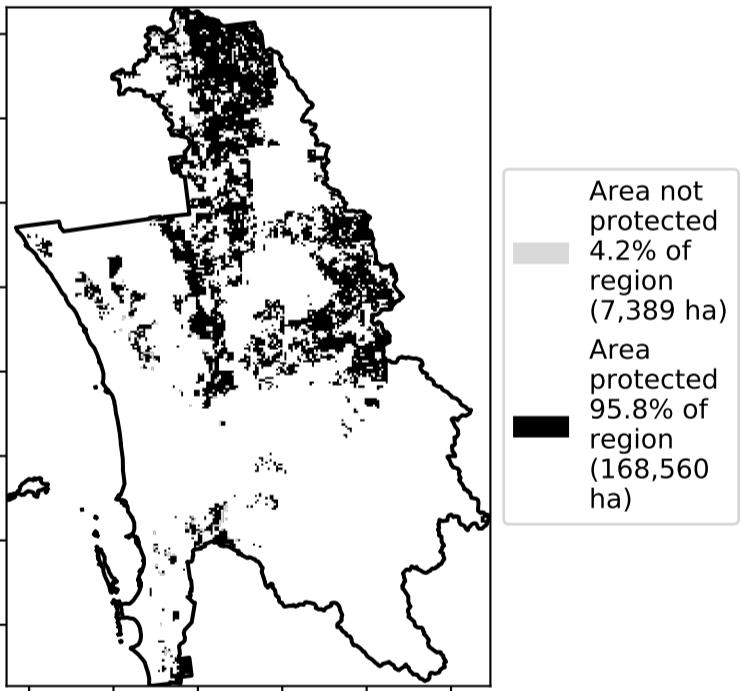 Area not
protected
4.2% of
region
(7,389 ha)
Area
protected
95.8% of
region
(168,560
ha)